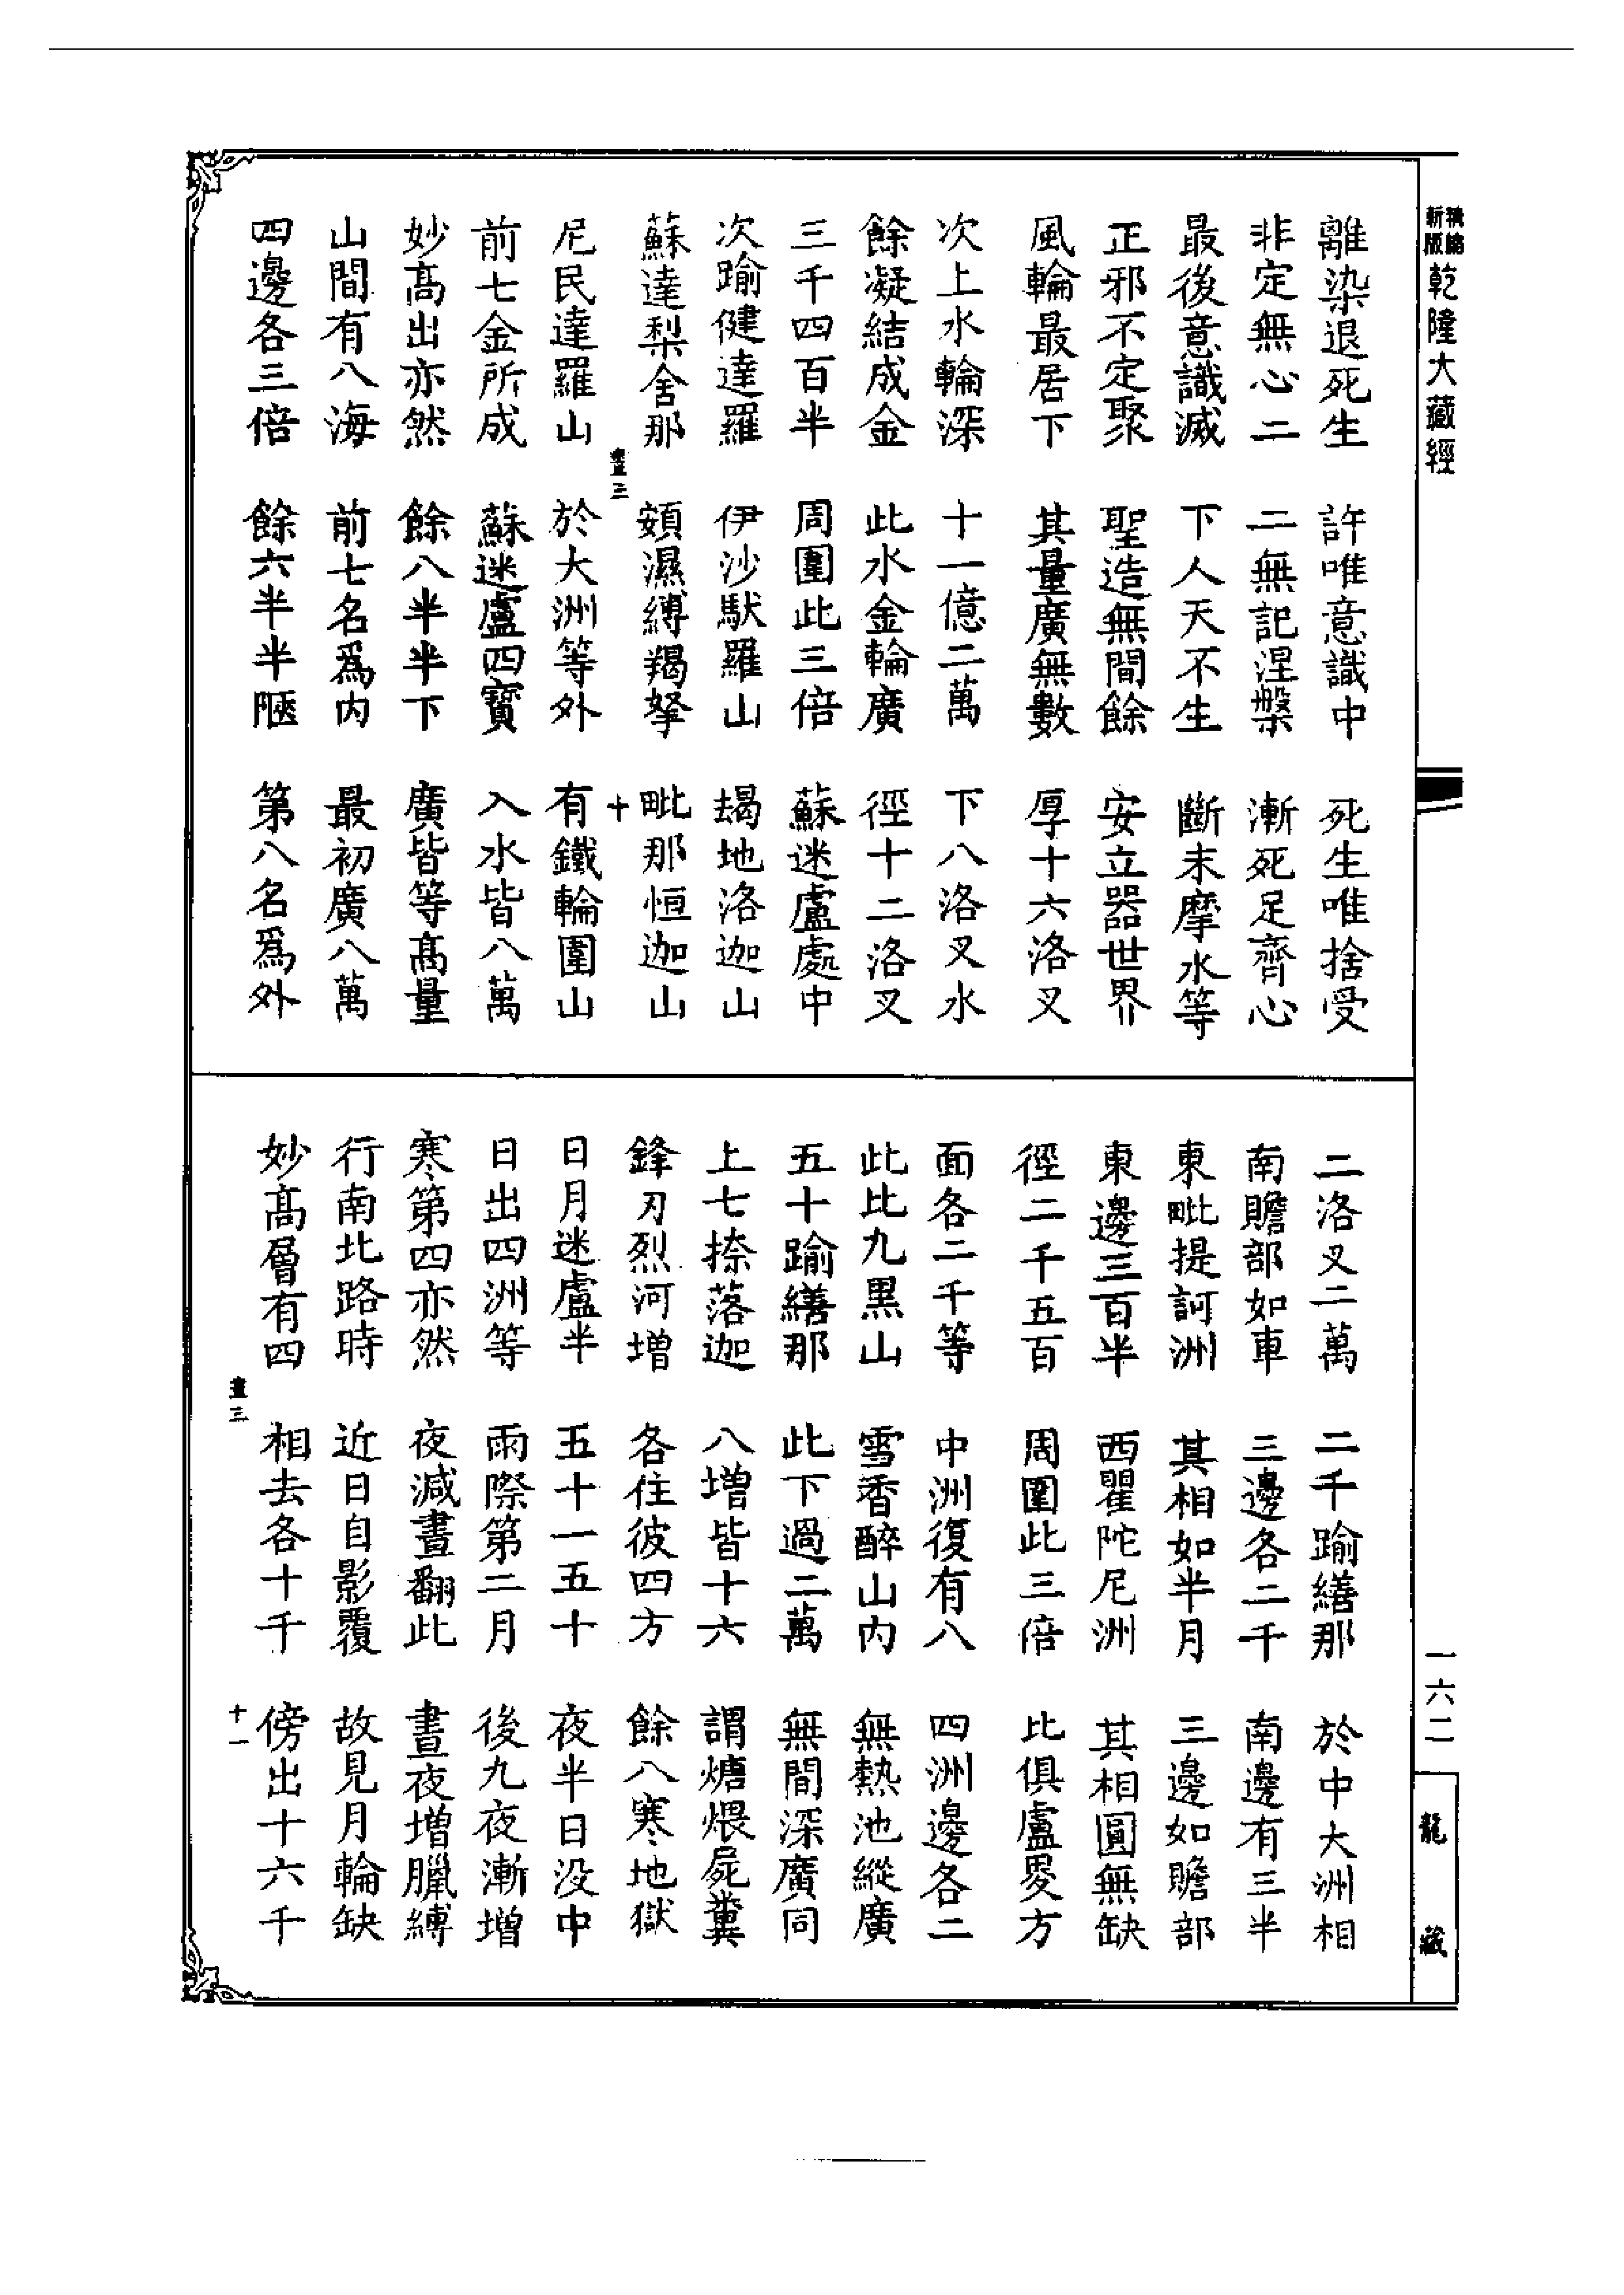 精縮
新版
乾隆大藏經
離染退死生　許唯意識中　死生唯捨受
非定無心二　二無記涅槃　漸死足齊心
最後意識滅　下人天不生　斷末摩水等
正邪不定聚　聖造無間餘　安立器世界
風輪最居下　其量廣無數　厚十六洛叉
次上水輪深　十一億二萬　下八洛叉水
餘凝結成金　此水金輪廣　徑十二洛叉
三千四百半　周圍此三倍　蘇迷盧處中
次踰健達羅　伊沙馱羅山　朅地洛迦山
蘇達梨舍那　頞濕縛羯拏　毗那恒迦山
壹三　十
尼民達羅山　於大洲等外　有鐵輪圍山
前七金所成　蘇迷盧四寶　入水皆八萬
妙高出亦然　餘八半半下　廣皆等高量
山間有八海　前七名爲內　最初廣八萬
四邊各三倍　餘六半半陿　第八名爲外
二洛叉二萬　二千踰繕那　於中大洲相
南贍部如車　三邊各二千　南邊有三半
東毗提訶洲　其相如半月　三邊如贍部
東邊三百半　西瞿陀尼洲　其相圓無缺
徑二千五百　周圍此三倍　比俱盧畟方
面各二千等　中洲復有八　四洲邊各二
此比九黑山　雪香醉山內　無熱池縱廣
五十踰繕那　此下過二萬　無間深廣同
上七捺落迦　八增皆十六　謂煻煨屍糞
鋒刃烈河增　各住彼四方　餘八寒地獄
日月迷盧半　五十一五十　夜半日沒中
日出四洲等　雨際第二月　後九夜漸增
寒第四亦然　夜減晝翻此　晝夜增臘縛
行南北路時　近日自影覆　故見月輪缺
妙高層有四　相去各十千　傍出十六千
壹三　十一
一六二
龍藏